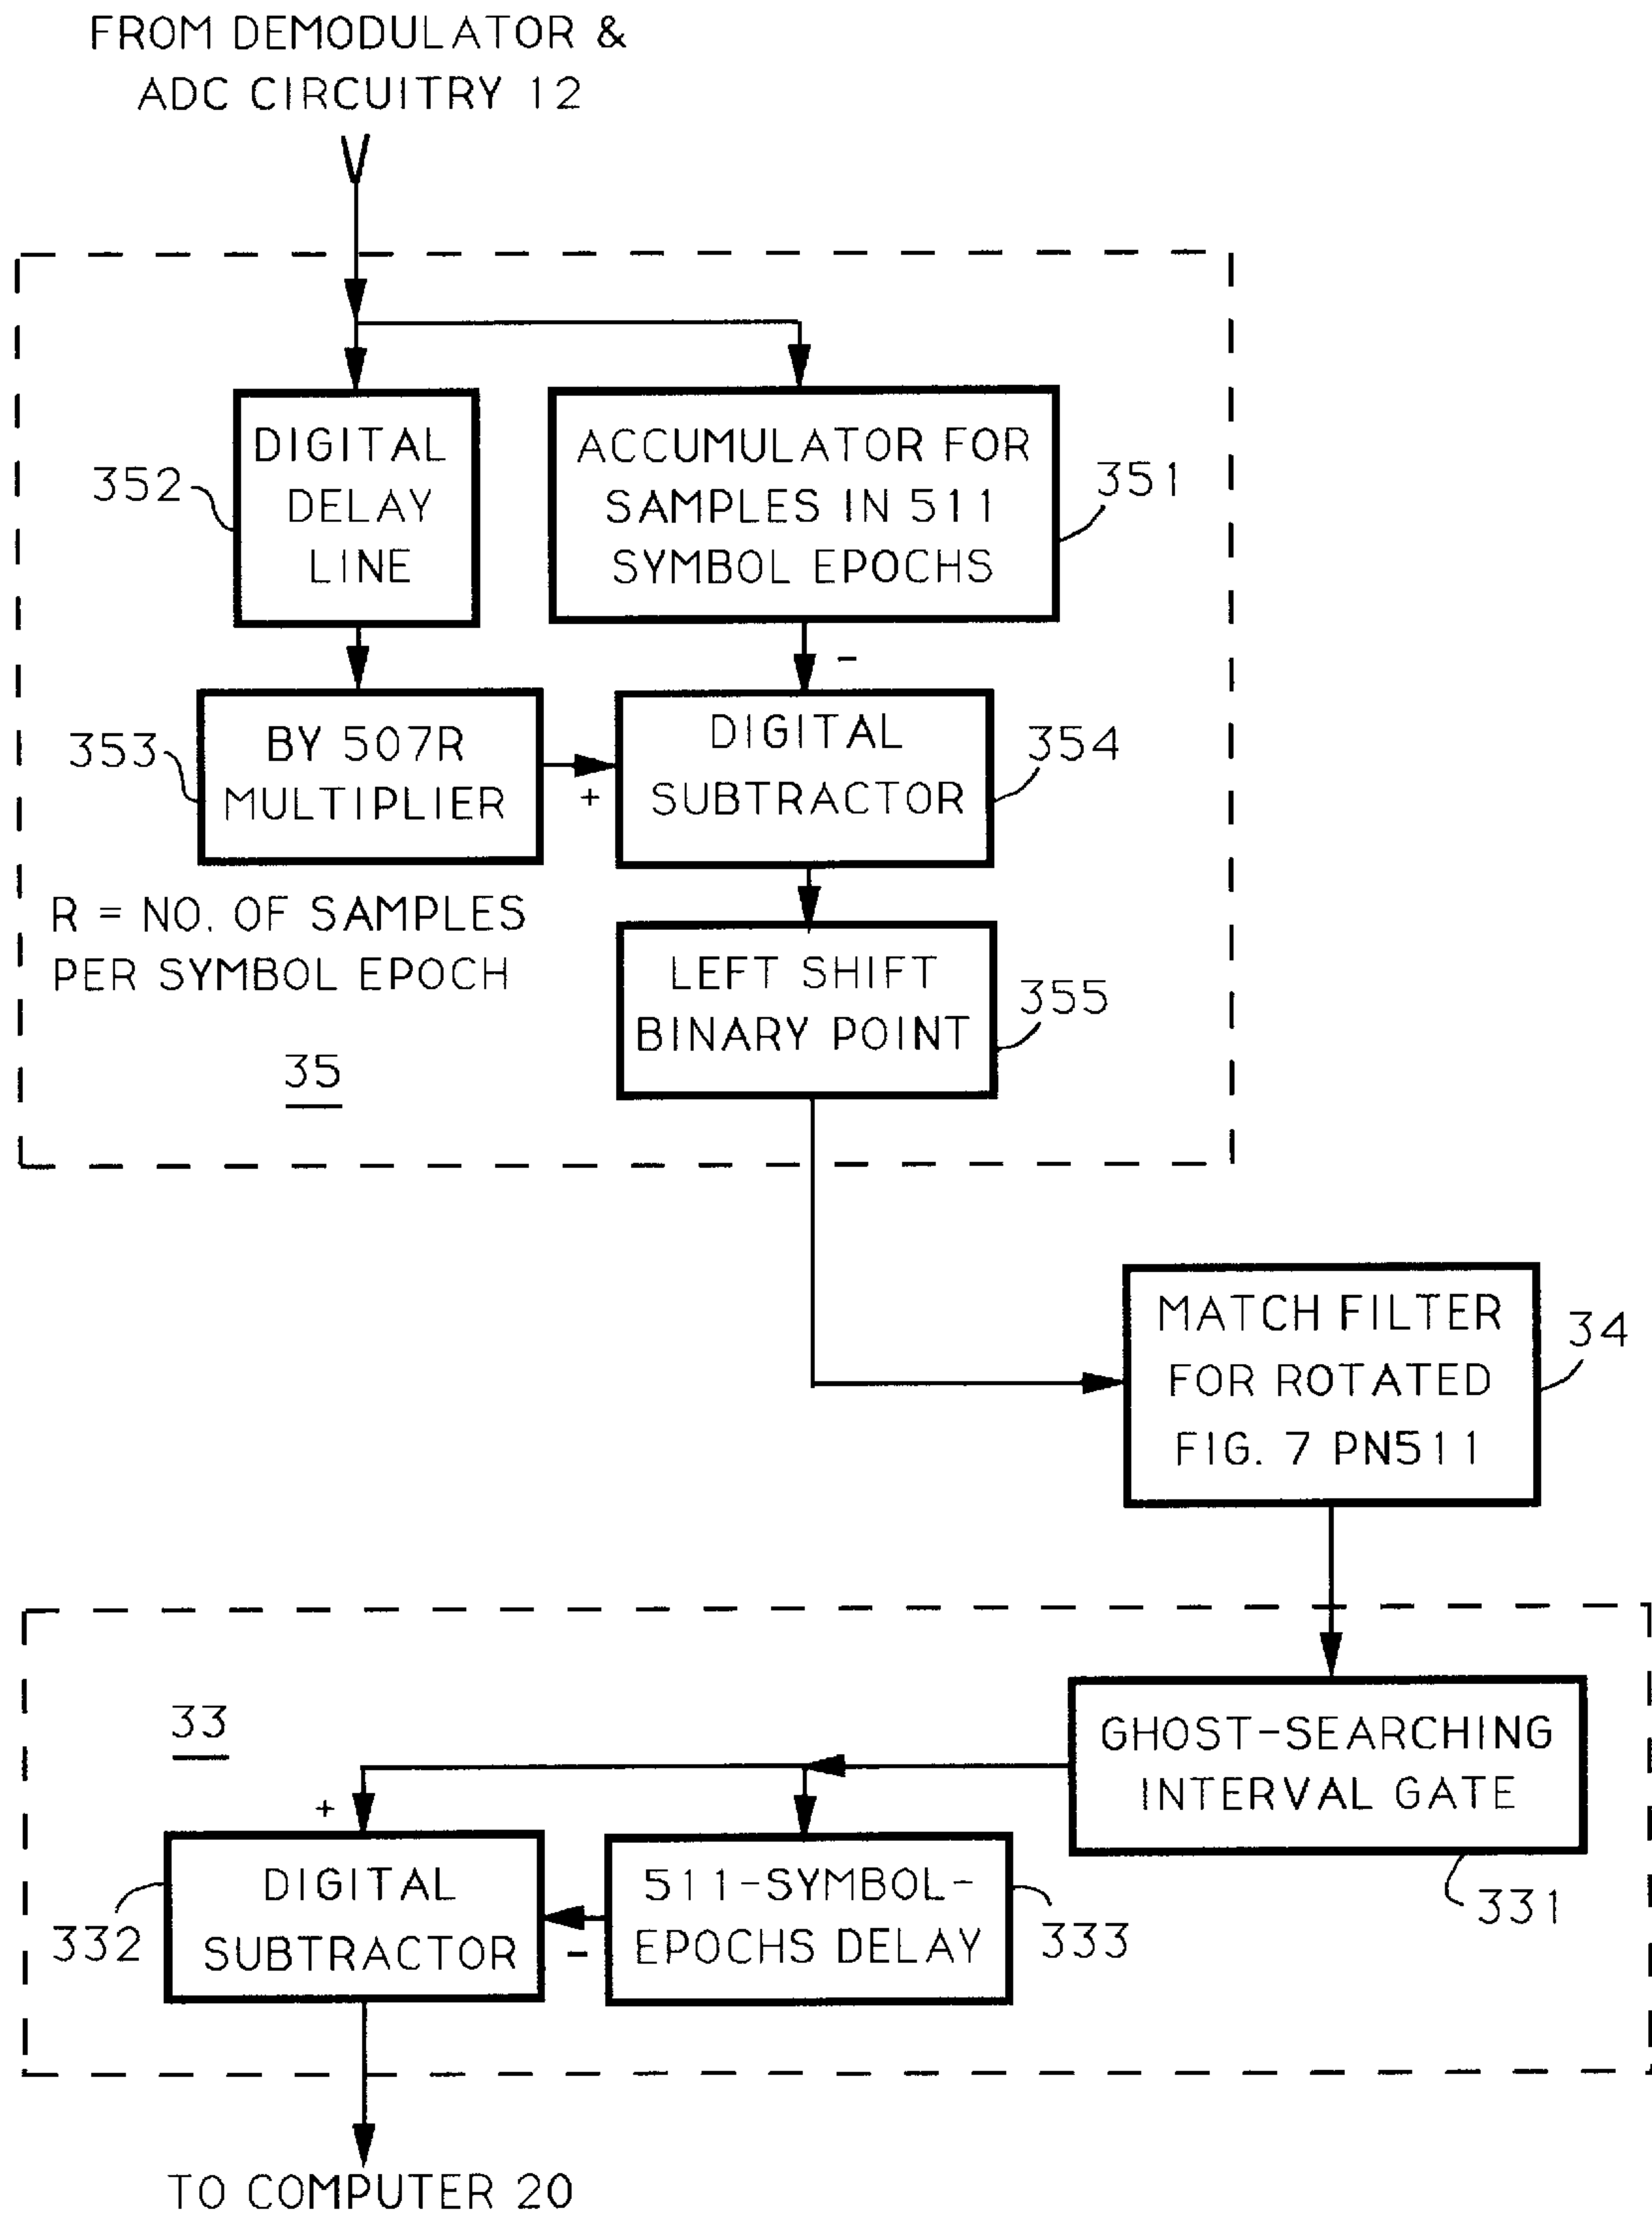 FROM DEMODULATOR &
ADC CIRCUITRY 12
DIGITAL
DELAY
LINE
352
ACCUMULATOR FOR
SAMPLES IN 511
SYMBOL EPOCHS
351
-
BY 507R
MULTIPLIER
353
+
DIGITAL
SUBTRACTOR
354
R = NO. OF SAMPLES
PER SYMBOL EPOCH
LEFT SHIFT
BINARY POINT
355
35
MATCH FILTER
FOR ROTATED
FIG. 7 PN511
34
33
GHOST-SEARCHING
INTERVAL GATE
331
+
DIGITAL
SUBTRACTOR
332
-
511-SYMBOL-
EPOCHS DELAY
333
TO COMPUTER 20